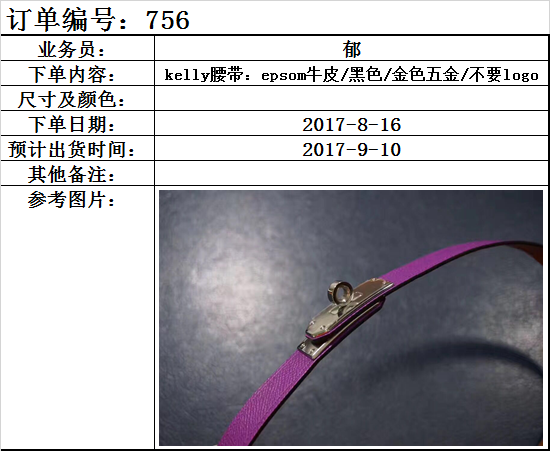 订单编号：756
业务员： 郁
下单内容： kelly腰带：epsom牛皮/黑色/金色五金/不要logo
尺寸及颜色：
下单日期： 2017-8-16
预计出货时间： 2017-9-10
其他备注：
参考图片：